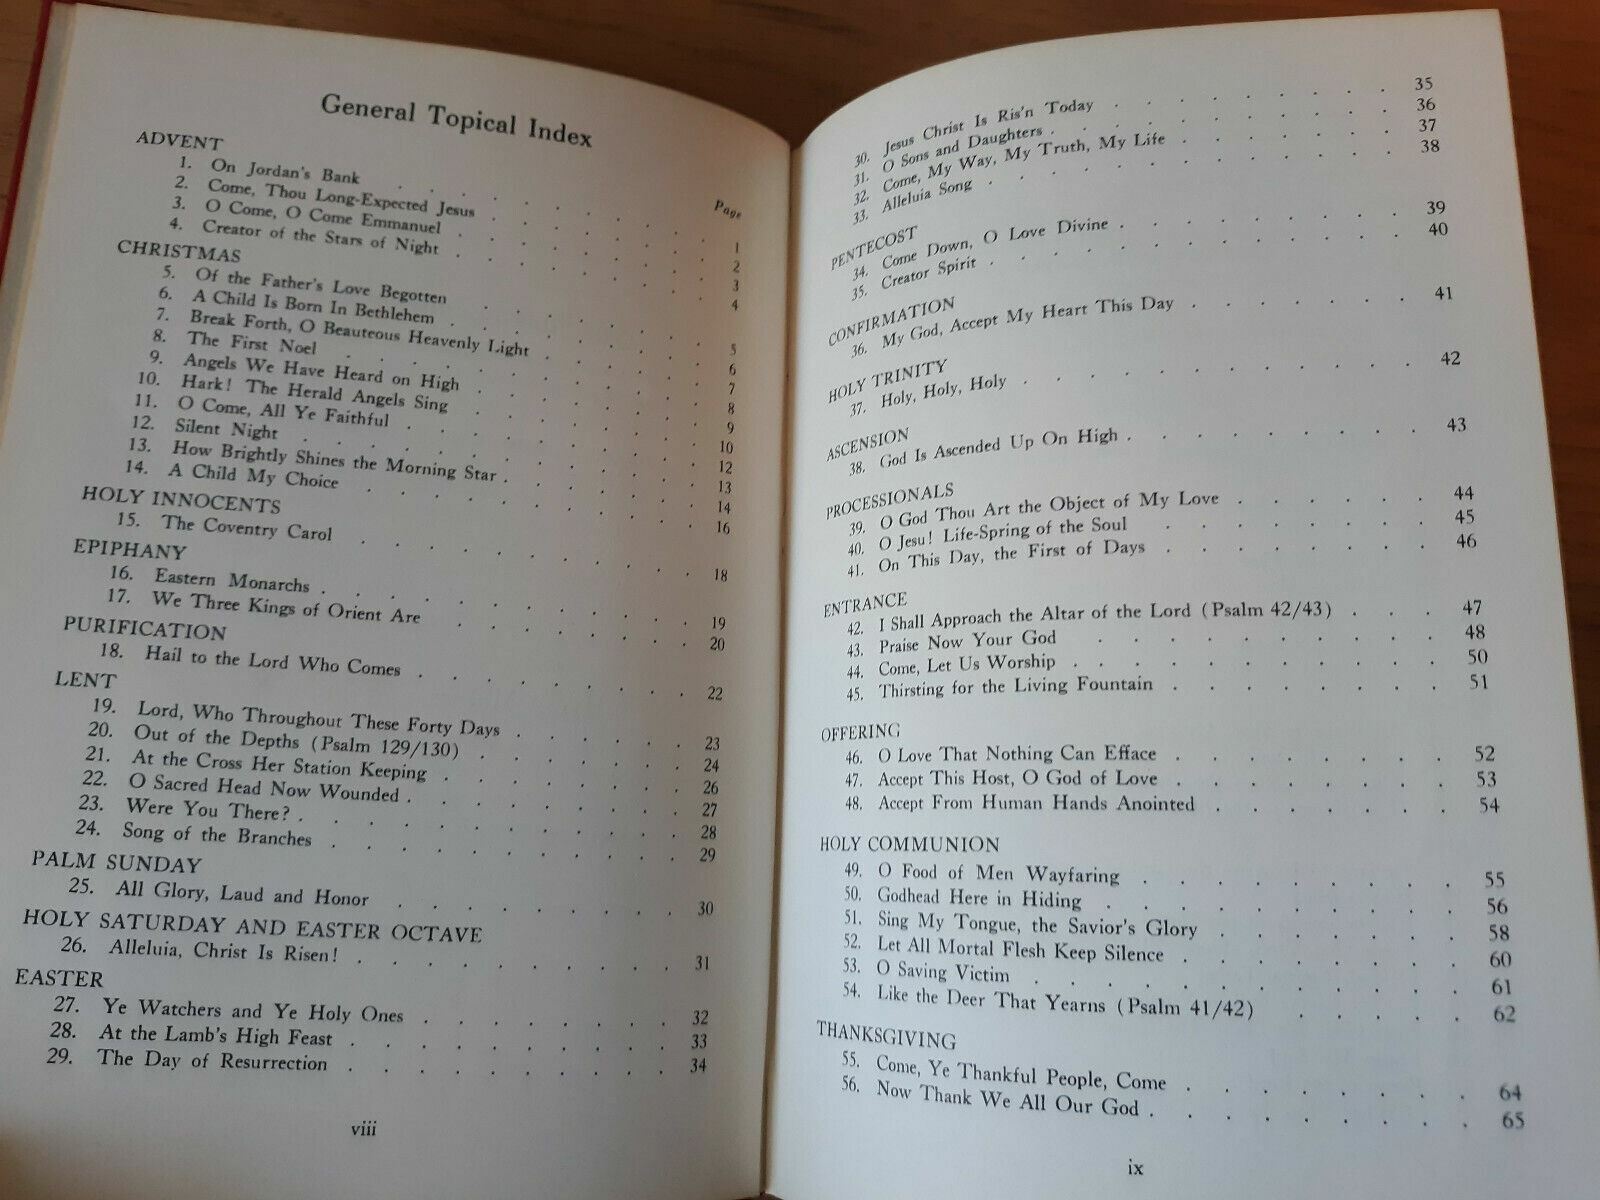 General Topical Index
Page
ADVENT
1. On Jordan's Bank . . . . . . . . . . 1
2. Come, Thou Long-Expected Jesus . . . . . . . 2
3. O Come, O Come Emmanuel . . . . . . . . 3
4. Creator of the Stars of Night . . . . . . . . 4
CHRISTMAS
5. Of the Father's Love Begotten . . . . . . . 5
6. A Child Is Born In Bethlehem . . . . . . . . 6
7. Break Forth, O Beauteous Heavenly Light . . . . . 7
8. The First Noel . . . . . . . . . . 8
9. Angels We Have Heard on High . . . . . . . 9
10. Hark! The Herald Angels Sing . . . . . . . 10
11. O Come, All Ye Faithful . . . . . . . . 12
12. Silent Night . . . . . . . . . . 13
13. How Brightly Shines the Morning Star . . . . . . 14
14. A Child My Choice . . . . . . . . . 16
HOLY INNOCENTS
15. The Coventry Carol . . . . . . . . . 18
EPIPHANY
16. Eastern Monarchs . . . . . . . . . . 19
17. We Three Kings of Orient Are . . . . . . . 20
PURIFICATION
18. Hail to the Lord Who Comes . . . . . . . . 22
LENT
19. Lord, Who Throughout These Forty Days . . . . . 23
20. Out of the Depths (Psalm 129/130) . . . . . . 24
21. At the Cross Her Station Keeping . . . . . . . 26
22. O Sacred Head Now Wounded . . . . . . . . 27
23. Were You There? . . . . . . . . . . 28
24. Song of the Branches . . . . . . . . . 29
PALM SUNDAY
25. All Glory, Laud and Honor . . . . . . . . 30
HOLY SATURDAY AND EASTER OCTAVE
26. Alleluia, Christ Is Risen! . . . . . . . . . 31
EASTER
27. Ye Watchers and Ye Holy Ones . . . . . . . 32
28. At the Lamb's High Feast . . . . . . . . . 33
29. The Day of Resurrection . . . . . . . . . 34
viii
30. Jesus Christ Is Ris'n Today . . . . . . . . 35
31. O Sons and Daughters . . . . . . . . . 36
32. Come, My Way, My Truth, My Life . . . . . . 37
33. Alleluia Song . . . . . . . . . . 38
PENTECOST
34. Come Down, O Love Divine . . . . . . . . 39
35. Creator Spirit . . . . . . . . . . 40
CONFIRMATION
36. My God, Accept My Heart This Day . . . . . . 41
HOLY TRINITY
37. Holy, Holy, Holy . . . . . . . . . 42
ASCENSION
38. God Is Ascended Up On High . . . . . . . . 43
PROCESSIONALS
39. O God Thou Art the Object of My Love . . . . . 44
40. O Jesu! Life-Spring of the Soul . . . . . . . 45
41. On This Day, the First of Days . . . . . . . 46
ENTRANCE
42. I Shall Approach the Altar of the Lord (Psalm 42/43) . . . 47
43. Praise Now Your God . . . . . . . . 48
44. Come, Let Us Worship . . . . . . . . . 50
45. Thirsting for the Living Fountain . . . . . . . 51
OFFERING
46. O Love That Nothing Can Efface . . . . . . . 52
47. Accept This Host, O God of Love . . . . . . . 53
48. Accept From Human Hands Anointed . . . . . . 54
HOLY COMMUNION
49. O Food of Men Wayfaring . . . . . . . . 55
50. Godhead Here in Hiding . . . . . . . . . 56
51. Sing My Tongue, the Savior's Glory . . . . . . 58
52. Let All Mortal Flesh Keep Silence . . . . . . . 60
53. O Saving Victim . . . . . . . . . . 61
54. Like the Deer That Yearns (Psalm 41/42) . . . . . 62
THANKSGIVING
55. Come, Ye Thankful People, Come . . . . . . . 64
56. Now Thank We All Our God . . . . . . . . 65
ix